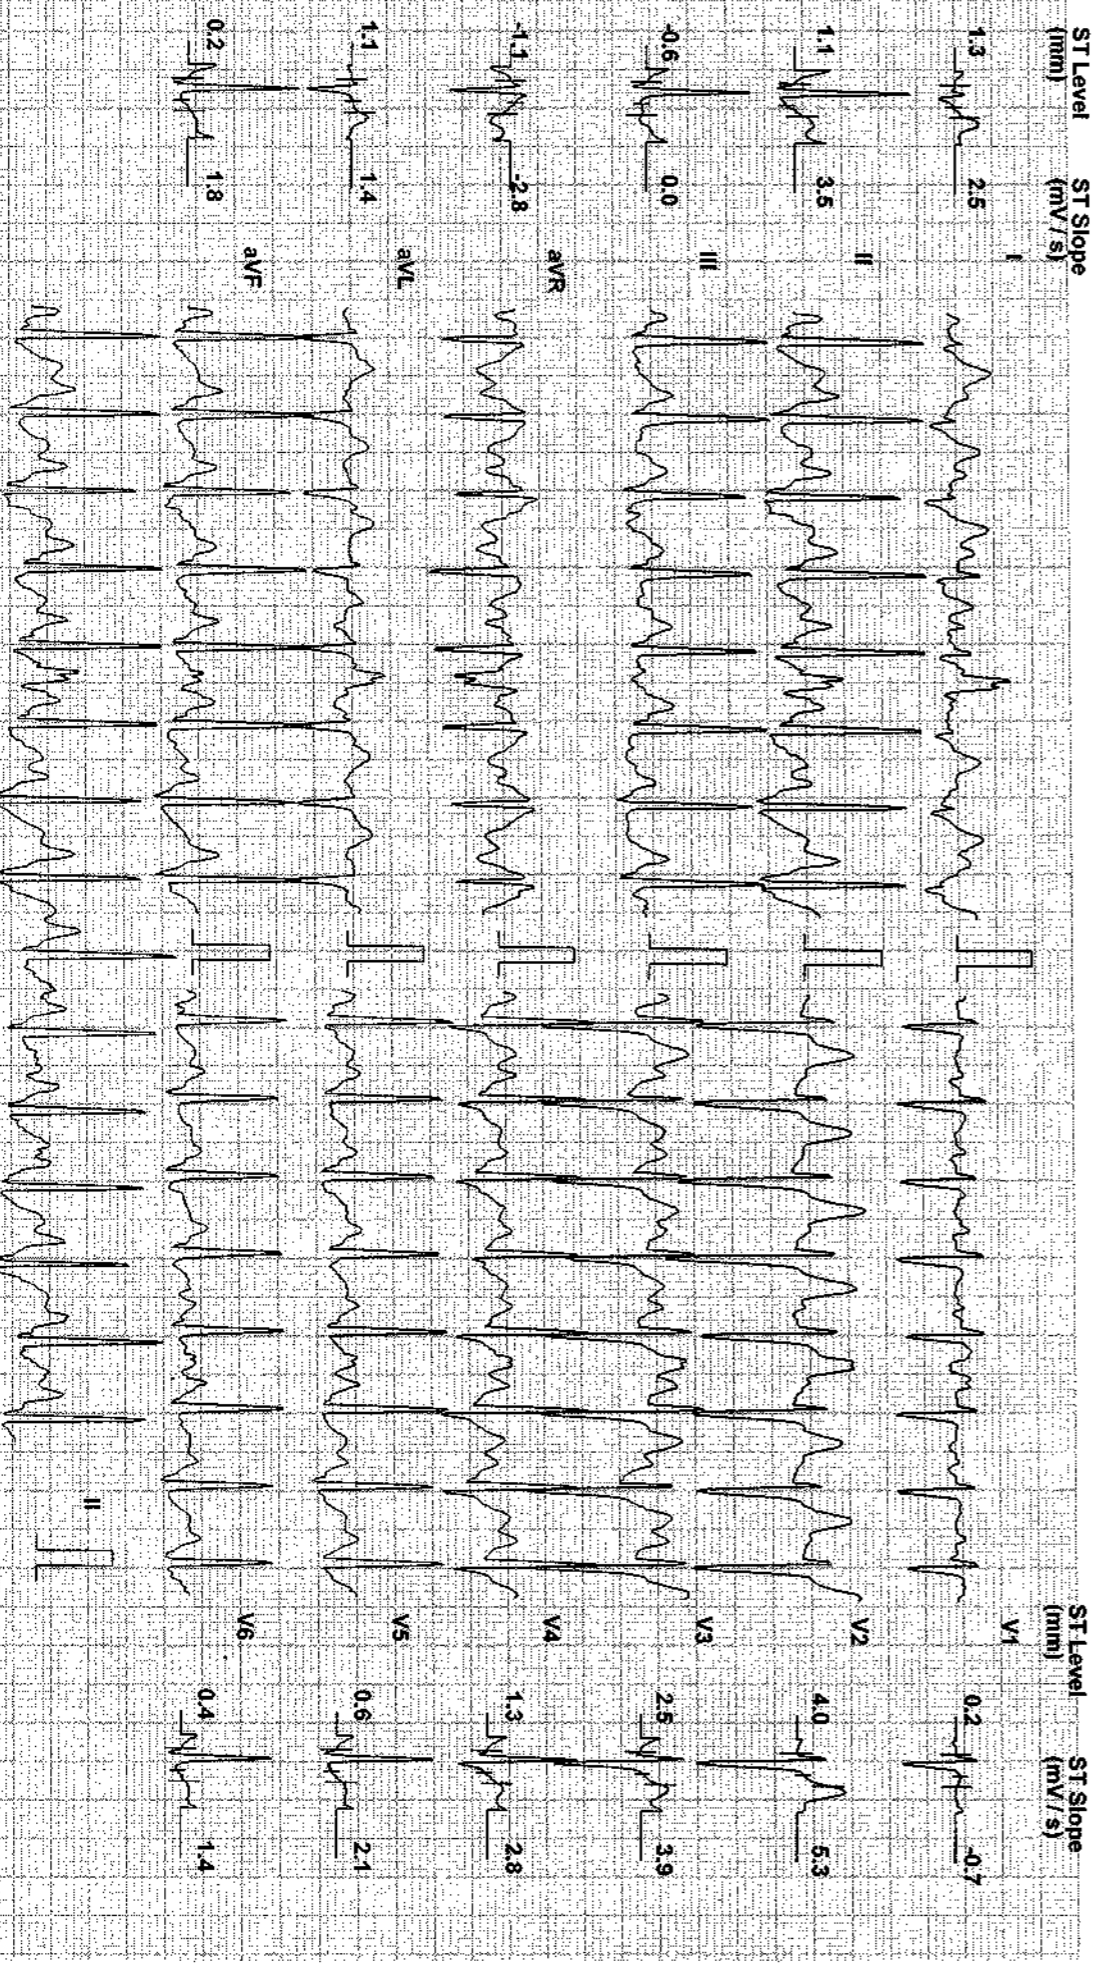 ST Level ST Slope
(mm) (mV / s)
1.3 2.5 I
1.1 3.5 II
-0.6 0.0 III
-1.1 -2.8 aVR
1.1 1.4 aVL
0.2 1.8 aVF
II
ST Level ST Slope
(mm) (mV / s)
V1 0.2 -0.7
V2 4.0 5.3
V3 2.5 3.9
V4 1.3 2.8
V5 0.6 2.1
V6 0.4 1.4